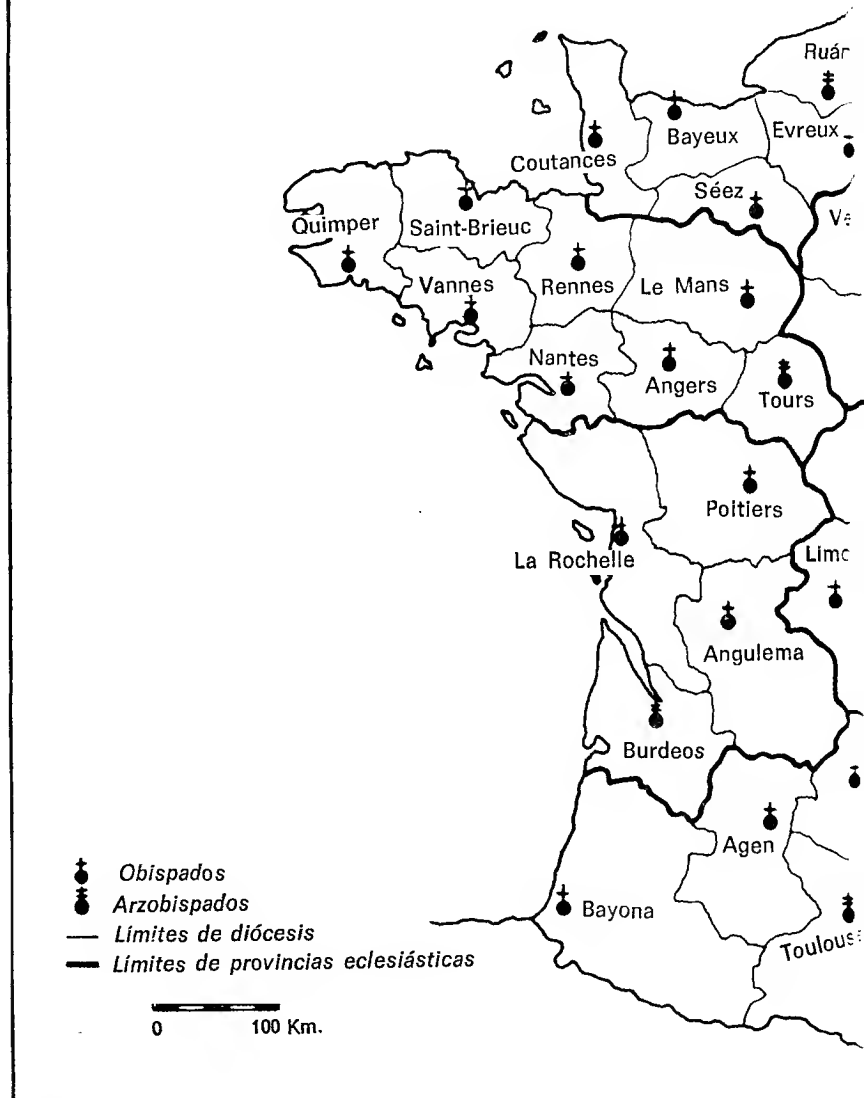 Ruár
Coutances
Bayeux
Evreux
Séez
Quimper
Saint-Brieuc
Vannes
Rennes
Le Mans
Nantes
Angers
Tours
Poitiers
La Rochelle
Angulema
Burdeos
Agen
Bayona
Obispados
Arzobispados
Límites de diócesis
Límites de provincias eclesiásticas
0 100 Km.